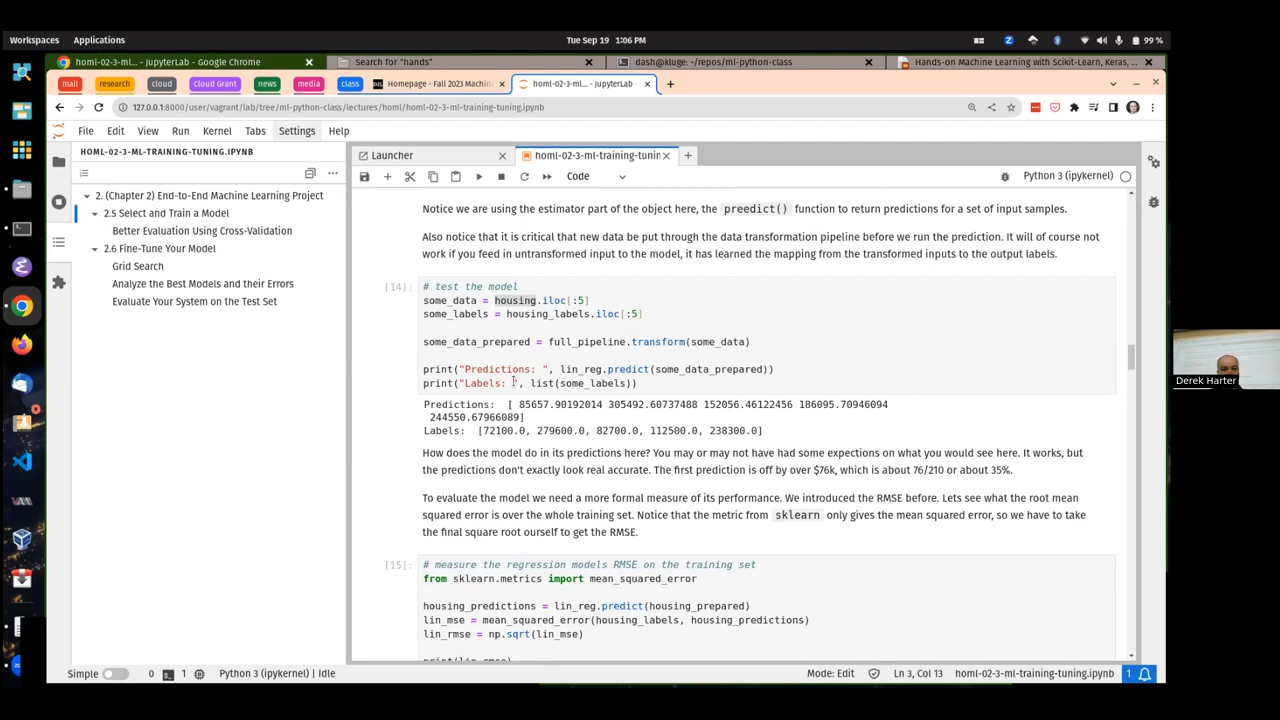 Workspaces Applications Tue Sep 19 1:06 PM 99 %
homl-02-3-ml... - JupyterLab - Google Chrome × Search for "hands" × dash@kluge: ~/repos/ml-python-class × Hands-on Machine Learning with Scikit-Learn, Keras, ... ×
mail research cloud Cloud Grant news media class Homepage - Fall 2023 Machin × homl-02-3-ml... - JupyterLab × +
127.0.0.1:8000/user/vagrant/lab/tree/ml-python-class/lectures/homl/homl-02-3-ml-training-tuning.ipynb
File Edit View Run Kernel Tabs Settings Help
HOML-02-3-ML-TRAINING-TUNING.IPYNB
Launcher × homl-02-3-ml-training-tunin × +
Code Python 3 (ipykernel)
2. (Chapter 2) End-to-End Machine Learning Project
2.5 Select and Train a Model
Better Evaluation Using Cross-Validation
2.6 Fine-Tune Your Model
Grid Search
Analyze the Best Models and their Errors
Evaluate Your System on the Test Set
Notice we are using the estimator part of the object here, the preedict() function to return predictions for a set of input samples.
Also notice that it is critical that new data be put through the data transformation pipeline before we run the prediction. It will of course not
work if you feed in untransformed input to the model, it has learned the mapping from the transformed inputs to the output labels.
[14]: # test the model
some_data = housing.iloc[:5]
some_labels = housing_labels.iloc[:5]
some_data_prepared = full_pipeline.transform(some_data)
print("Predictions: ", lin_reg.predict(some_data_prepared))
print("Labels: ", list(some_labels))
Predictions: [ 85657.90192014 305492.60737488 152056.46122456 186095.70946094
244550.67966089]
Labels: [72100.0, 279600.0, 82700.0, 112500.0, 238300.0]
How does the model do in its predictions here? You may or may not have had some expections on what you would see here. It works, but
the predictions don't exactly look real accurate. The first prediction is off by over $76k, which is about 76/210 or about 35%.
To evaluate the model we need a more formal measure of its performance. We introduced the RMSE before. Lets see what the root mean
squared error is over the whole training set. Notice that the metric from sklearn only gives the mean squared error, so we have to take
the final square root ourself to get the RMSE.
[15]: # measure the regression models RMSE on the training set
from sklearn.metrics import mean_squared_error
housing_predictions = lin_reg.predict(housing_prepared)
lin_mse = mean_squared_error(housing_labels, housing_predictions)
lin_rmse = np.sqrt(lin_mse)
print(lin_rmse)
Derek Harter
Simple 0 1 Python 3 (ipykernel) | Idle Mode: Edit Ln 3, Col 13 homl-02-3-ml-training-tuning.ipynb 1